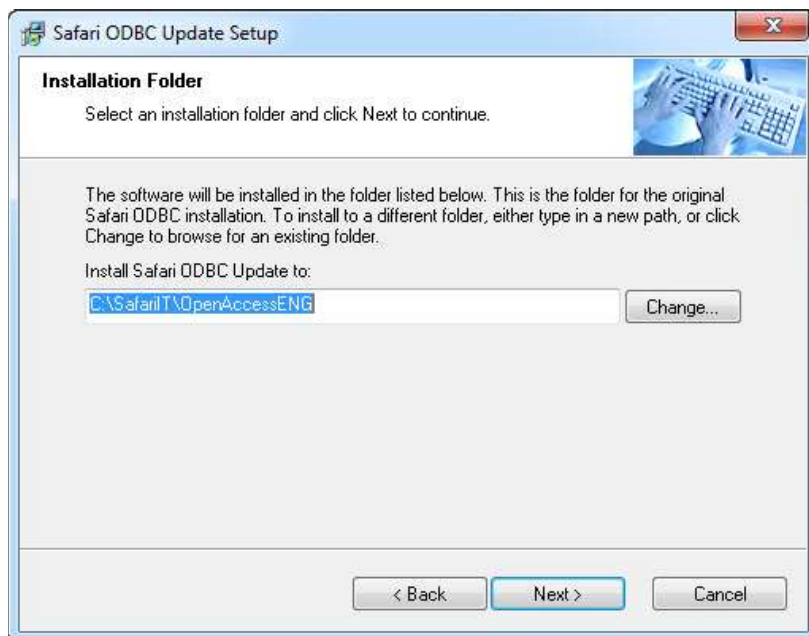 Safari ODBC Update Setup
Installation Folder
Select an installation folder and click Next to continue.
The software will be installed in the folder listed below. This is the folder for the original
Safari ODBC installation. To install to a different folder, either type in a new path, or click
Change to browse for an existing folder.
Install Safari ODBC Update to:
C:\SafariIT\OpenAccessENG
Change...
< Back
Next >
Cancel